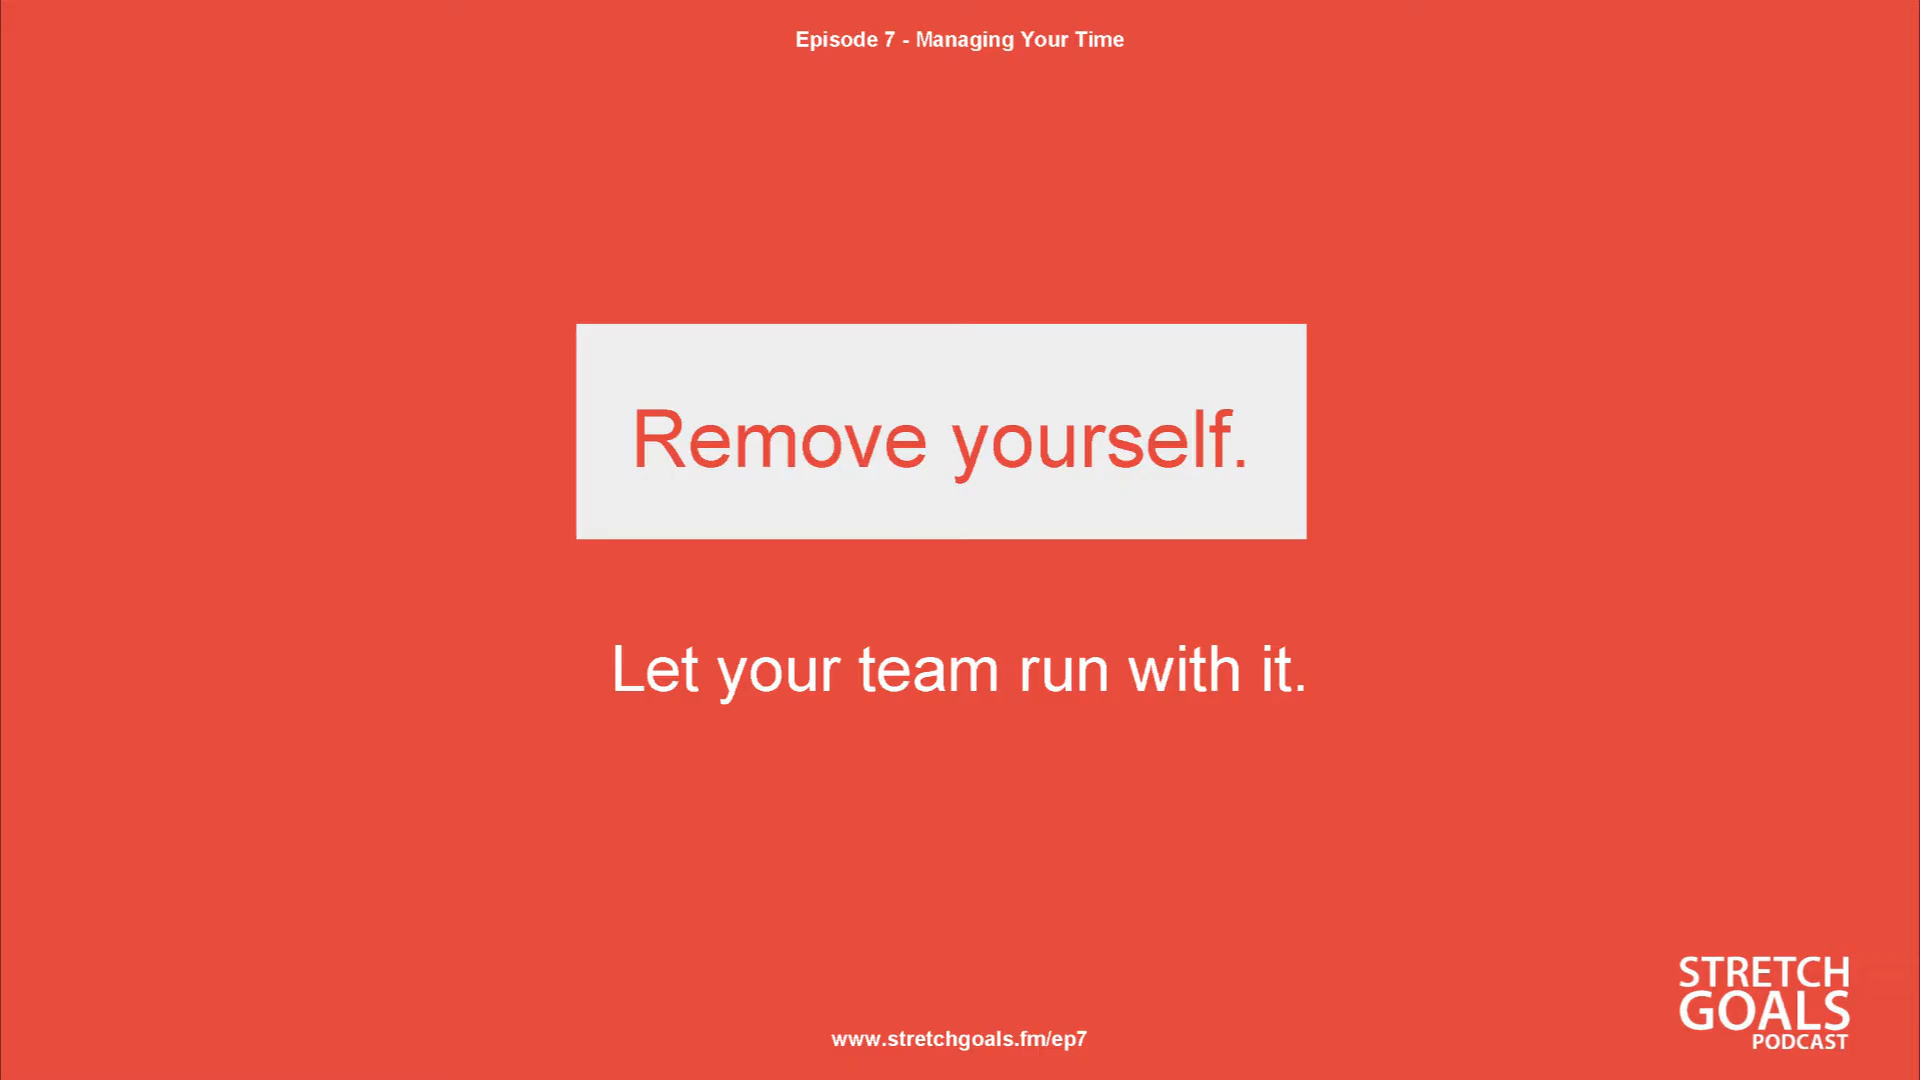 Episode 7 - Managing Your Time
Remove yourself.
Let your team run with it.
www.stretchgoals.fm/ep7
STRETCH
GOALS
PODCAST